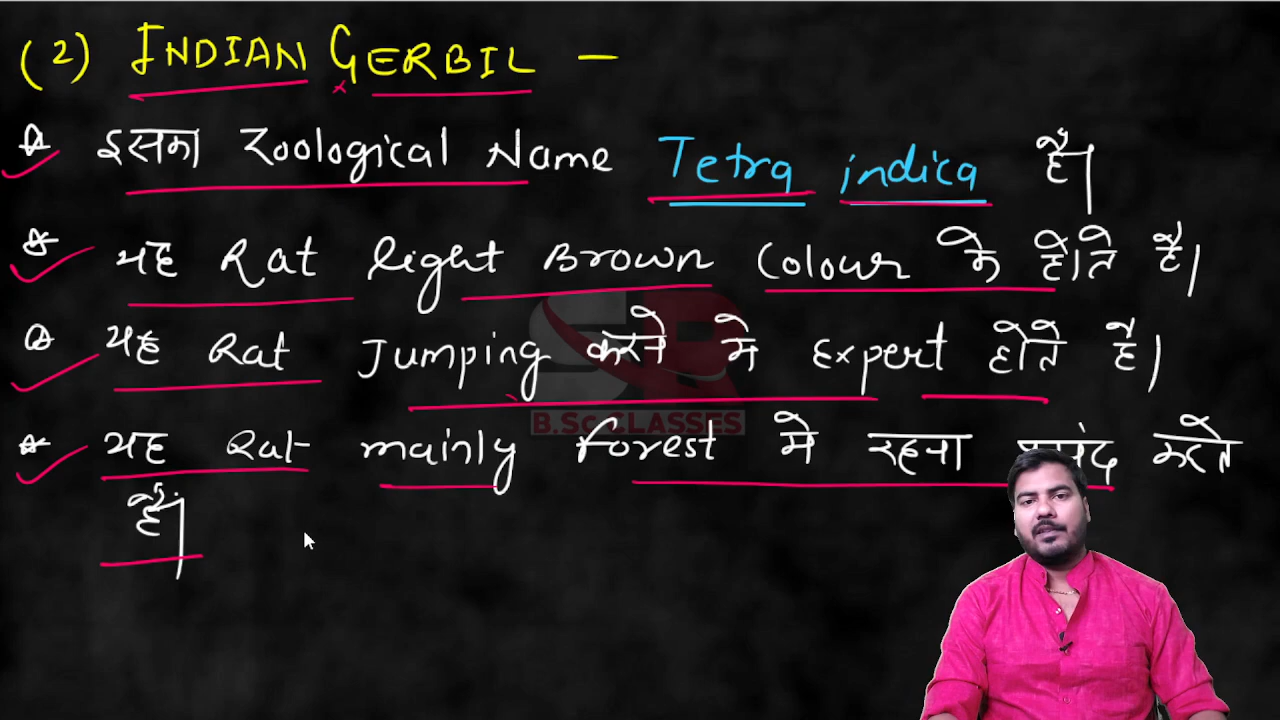 (2) INDIAN GERBIL –
इसका Zoological Name Tetra indica है।
यह Rat light Brown Colour के होते है।
यह Rat Jumping करने मे Expert होते है।
यह Rat mainly forest मे रहना पसंद करते
है।
B.Sc CLASSES